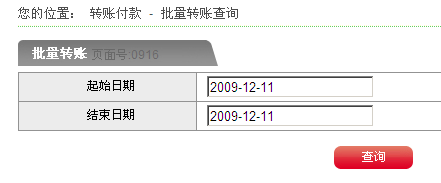 您的位置： 转账付款 - 批量转账查询
批量转账 页面号:0916
起始日期 2009-12-11
结束日期 2009-12-11
查询